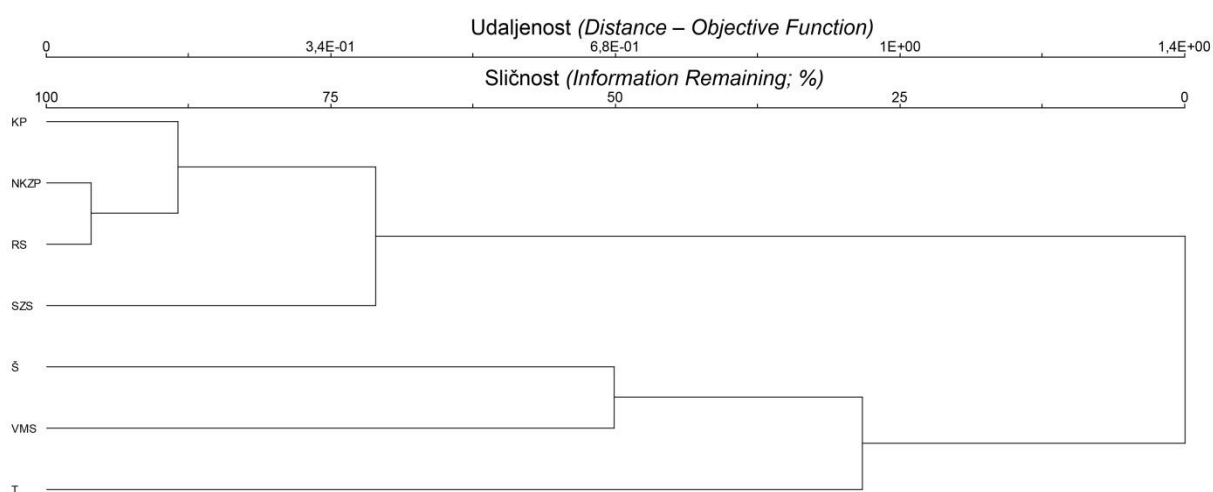 Udaljenost (Distance – Objective Function)
0 3,4E-01 6,8E-01 1E+00 1,4E+00
Sličnost (Information Remaining; %)
100 75 50 25 0
KP
NKZP
RS
SZS
Š
VMS
T